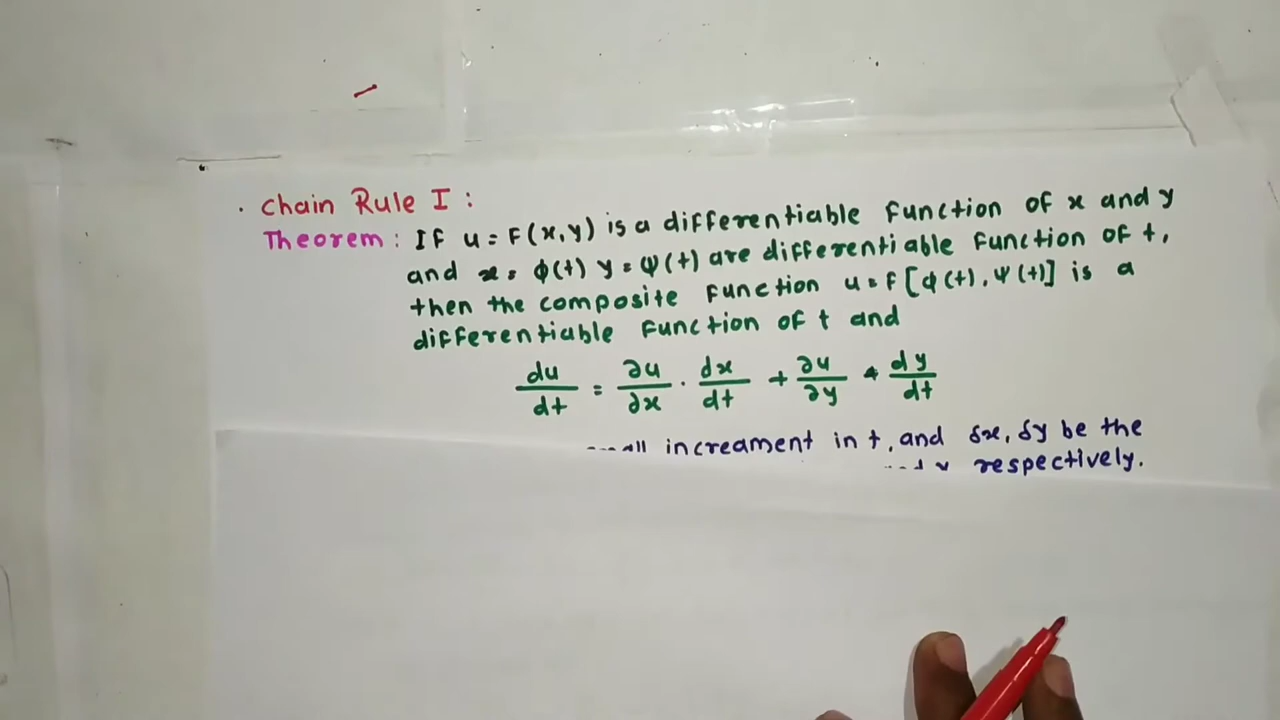 Chain Rule I :
Theorem : If u = F(x,y) is a differentiable function of x and y
and x = φ(t) y = ψ(t) are differentiable function of t,
then the composite function u = F[φ(t), ψ(t)] is a
differentiable function of t and
du/dt = ∂u/∂x · dx/dt + ∂u/∂y · dy/dt
increament in t, and δx, δy be the
respectively.